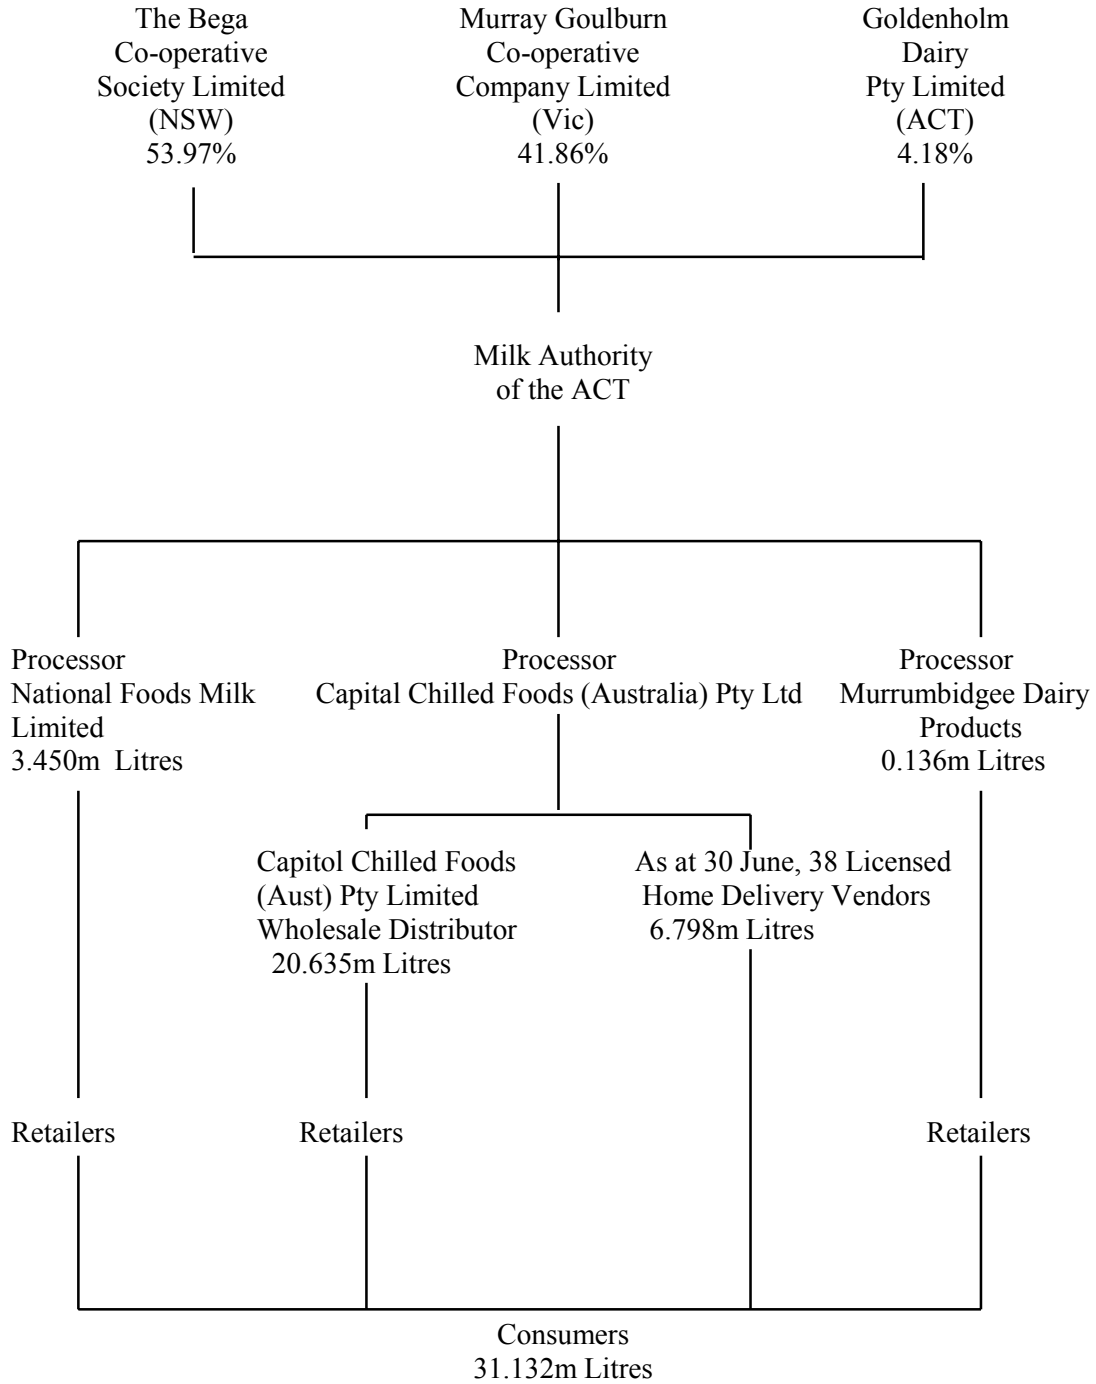 The Bega
Co-operative
Society Limited
(NSW)
53.97%
Murray Goulburn
Co-operative
Company Limited
(Vic)
41.86%
Goldenholm
Dairy
Pty Limited
(ACT)
4.18%
Milk Authority
of the ACT
Processor
National Foods Milk
Limited
3.450m  Litres
Processor
Capital Chilled Foods (Australia) Pty Ltd
Processor
Murrumbidgee Dairy
Products
0.136m Litres
Capitol Chilled Foods
(Aust) Pty Limited
Wholesale Distributor
20.635m Litres
As at 30 June, 38 Licensed
Home Delivery Vendors
6.798m Litres
Retailers
Retailers
Retailers
Consumers
31.132m Litres